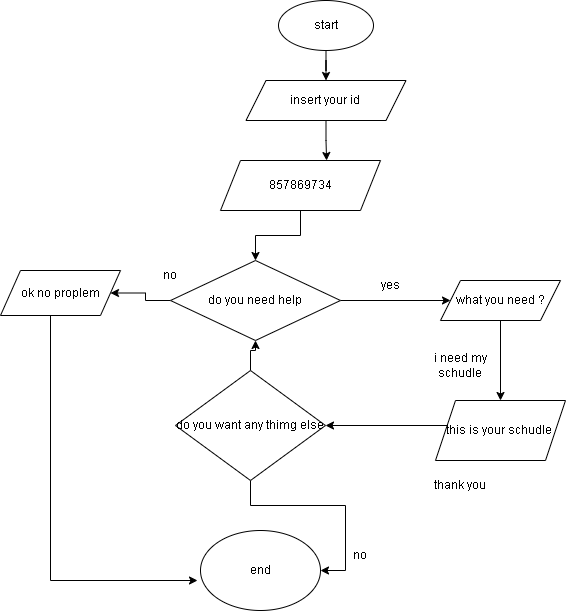 start
insert your id
857869734
no
do you need help
yes
ok no proplem
what you need ?
i need my
schudle
do you want any thimg else
this is your schudle
thank you
no
end